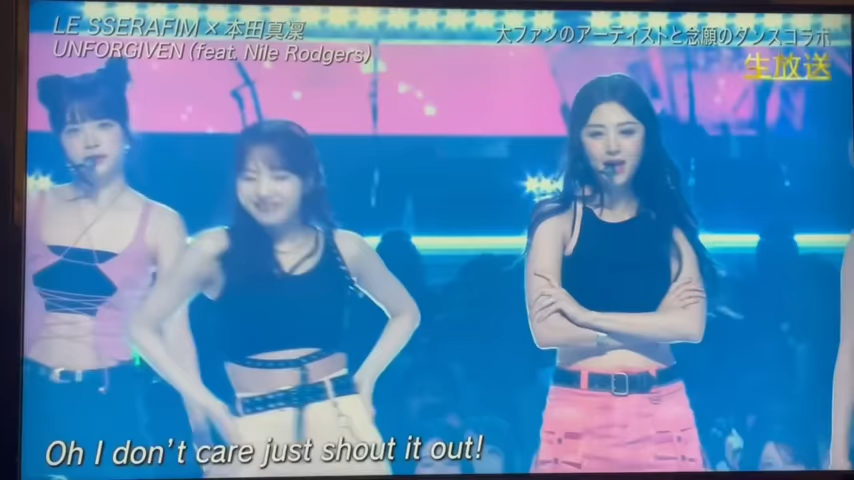 LE SSERAFIM × 本田真凜
UNFORGIVEN (feat. Nile Rodgers)
大ファンのアーティストと念願のダンスコラボ
生放送
Oh I don't care just shout it out!